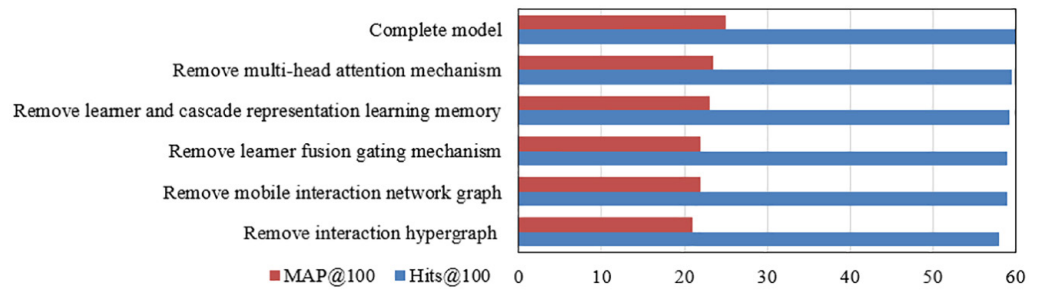 Complete model
Remove multi-head attention mechanism
Remove learner and cascade representation learning memory
Remove learner fusion gating mechanism
Remove mobile interaction network graph
Remove interaction hypergraph
MAP@100 Hits@100 0 10 20 30 40 50 60